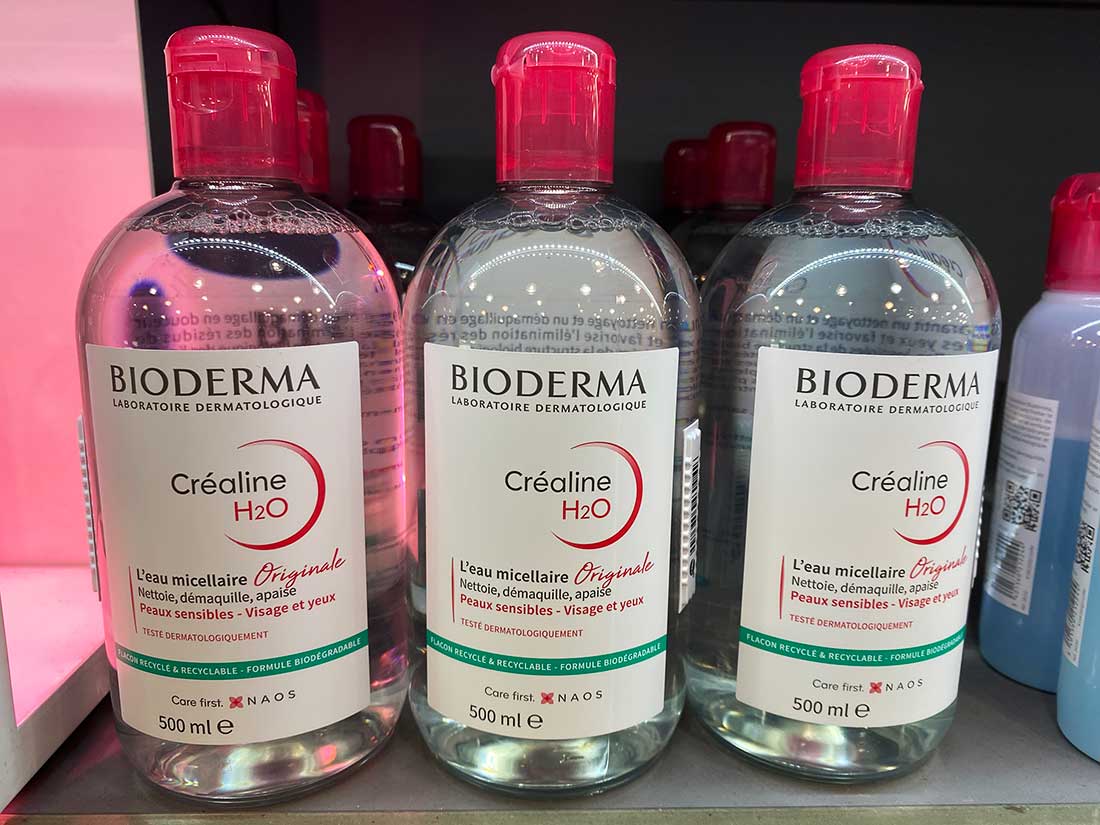 BIODERMA
LABORATOIRE DERMATOLOGIQUE
Créaline
H2O
L'eau micellaire Originale
Nettoie, démaquille, apaise
Peaux sensibles - Visage et yeux
TESTÉ DERMATOLOGIQUEMENT
FLACON RECYCLÉ & RECYCLABLE - FORMULE BIODÉGRADABLE
Care first. NAOS
500 ml ℮
BIODERMA
LABORATOIRE DERMATOLOGIQUE
Créaline
H2O
L'eau micellaire Originale
Nettoie, démaquille, apaise
Peaux sensibles - Visage et yeux
TESTÉ DERMATOLOGIQUEMENT
FLACON RECYCLÉ & RECYCLABLE - FORMULE BIODÉGRADABLE
Care first. NAOS
500 ml ℮
BIODERMA
LABORATOIRE DERMATOLOGIQUE
Créaline
H2O
L'eau micellaire Originale
Nettoie, démaquille, apaise
Peaux sensibles - Visage et yeux
TESTÉ DERMATOLOGIQUEMENT
FLACON RECYCLÉ & RECYCLABLE - FORMULE BIODÉGRADABLE
Care first. NAOS
500 ml ℮